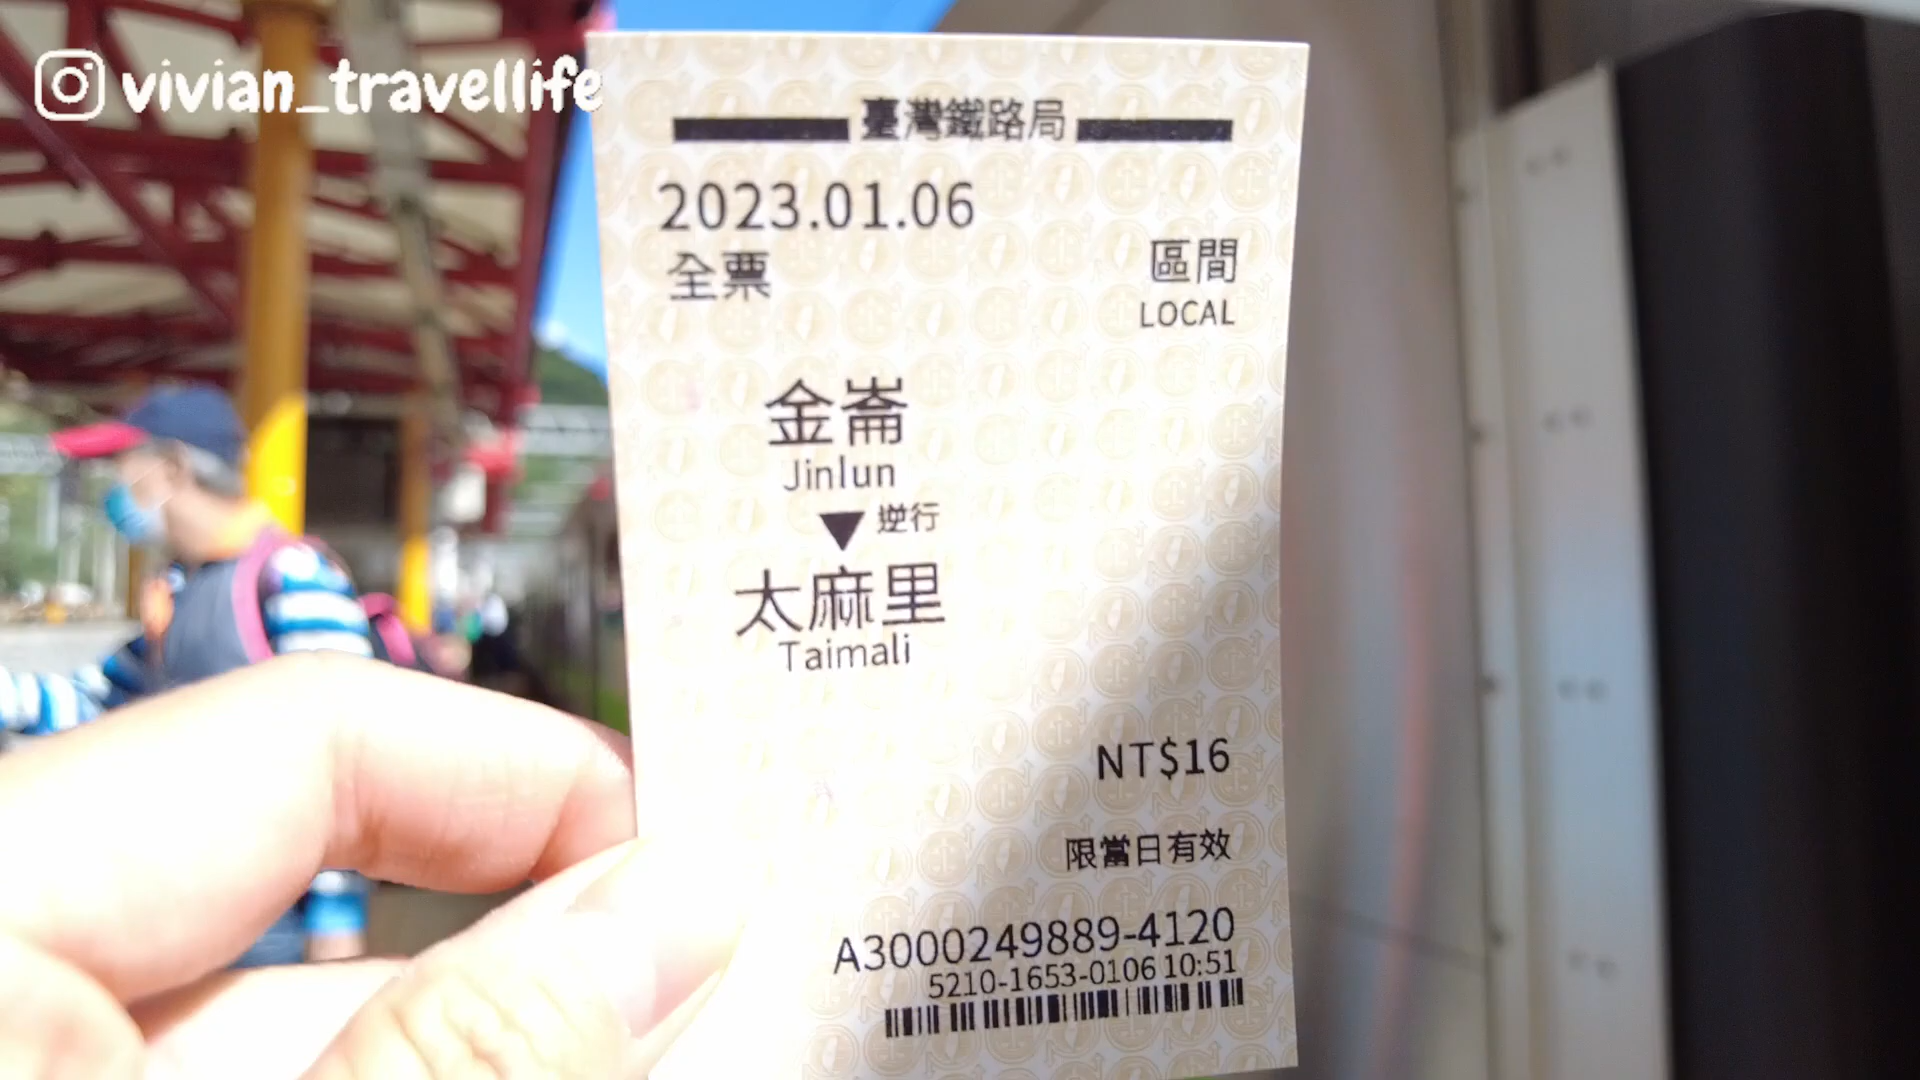 vivian_travellife
臺灣鐵路局
2023.01.06
全票
區間
LOCAL
金崙
Jinlun
▼逆行
太麻里
Taimali
NT$16
限當日有效
A3000249889-4120
5210-1653-0106 10:51